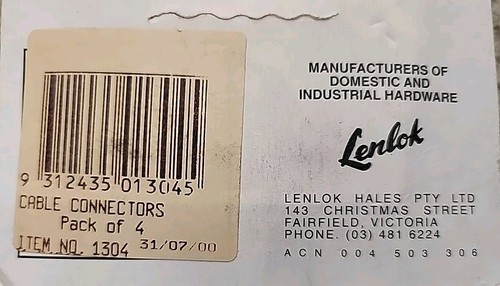 9 312435 013045
CABLE CONNECTORS
Pack of 4
ITEM NO. 1304 31/07/00
MANUFACTURERS OF
DOMESTIC AND
INDUSTRIAL HARDWARE
Lenlok
LENLOK HALES PTY LTD
143 CHRISTMAS STREET
FAIRFIELD, VICTORIA
PHONE. (03) 481 6224
ACN 004 503 306